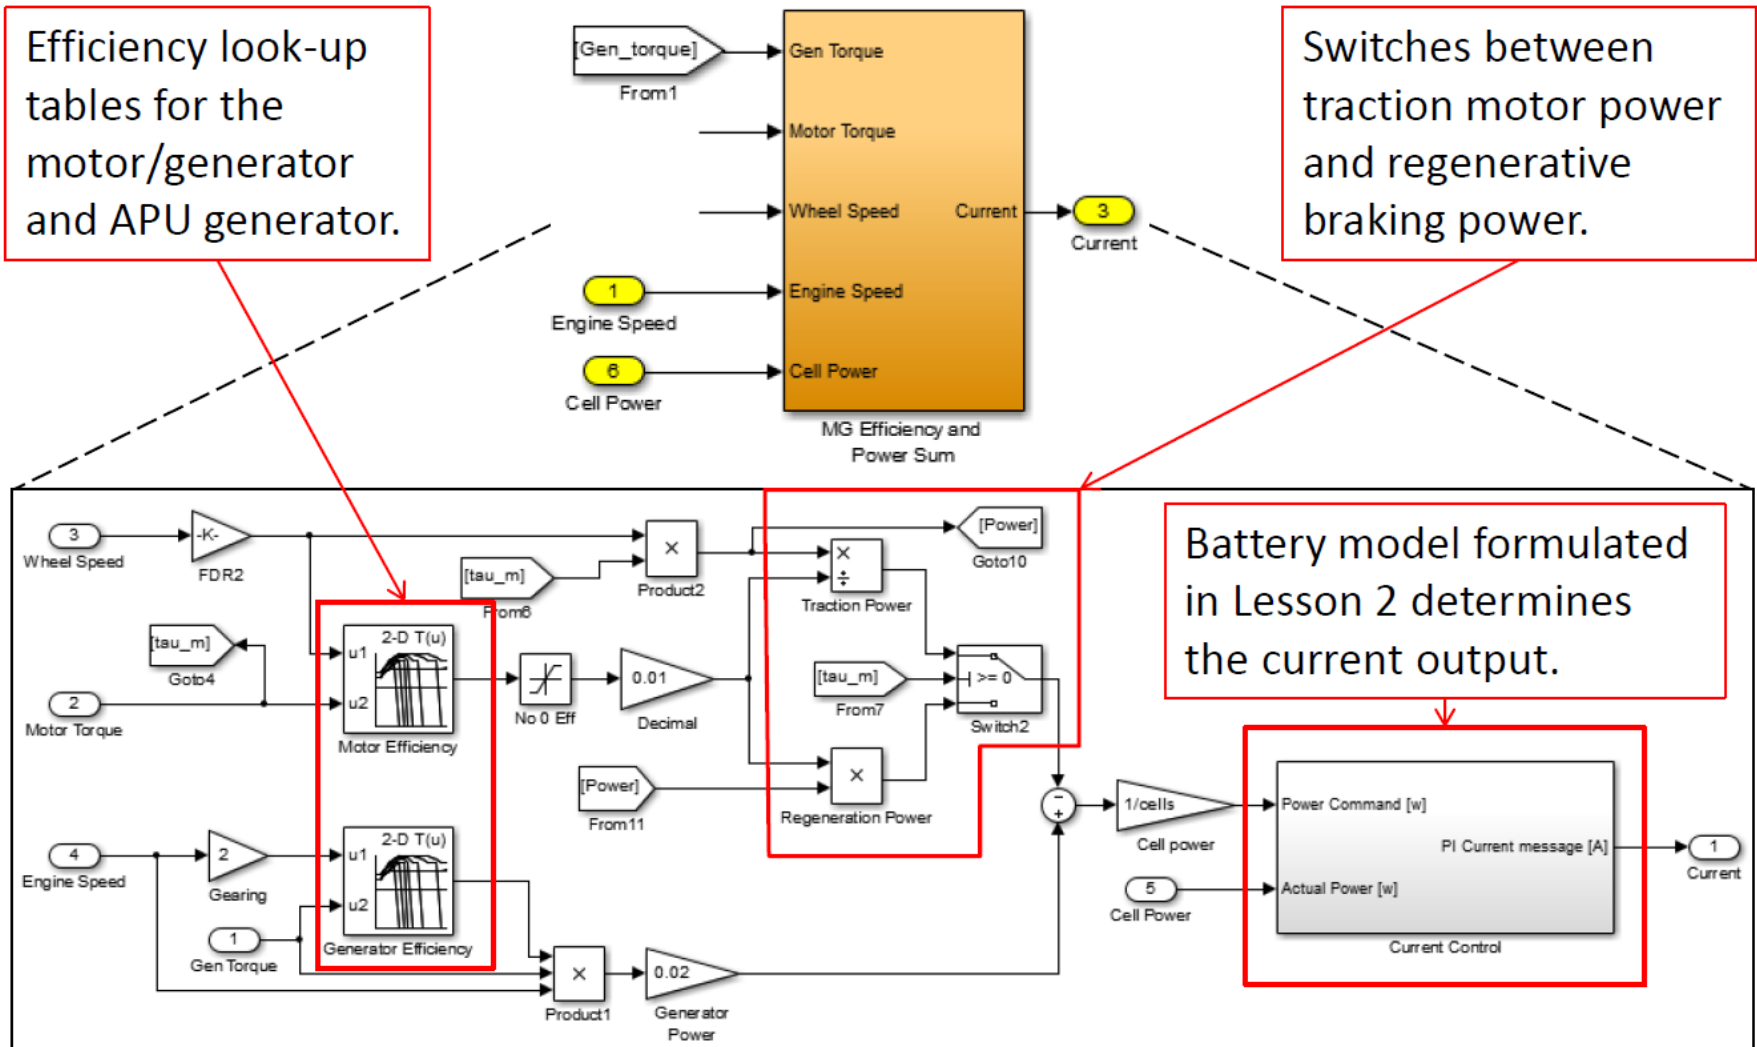 Efficiency look-up
tables for the
motor/generator
and APU generator.
[Gen_torque]
From1
Gen Torque
Motor Torque
Wheel Speed
Current
Engine Speed
Cell Power
1
Engine Speed
6
Cell Power
3
Current
MG Efficiency and
Power Sum
Switches between
traction motor power
and regenerative
braking power.
3
Wheel Speed
-K-
FDR2
[tau_m]
From6
×
Product2
[Power]
Goto10
×
÷
Traction Power
[tau_m]
Goto4
2
Motor Torque
2-D T(u)
u1
u2
Motor Efficiency
No 0 Eff
0.01
Decimal
[tau_m]
From7
>= 0
Switch2
[Power]
From11
×
Regeneration Power
Battery model formulated
in Lesson 2 determines
the current output.
4
Engine Speed
2
Gearing
2-D T(u)
u1
u2
Generator Efficiency
1
Gen Torque
×
Product1
0.02
Generator
Power
−
+
1/cells
Cell power
5
Cell Power
Power Command [w]
PI Current message [A]
Actual Power [w]
Current Control
1
Current